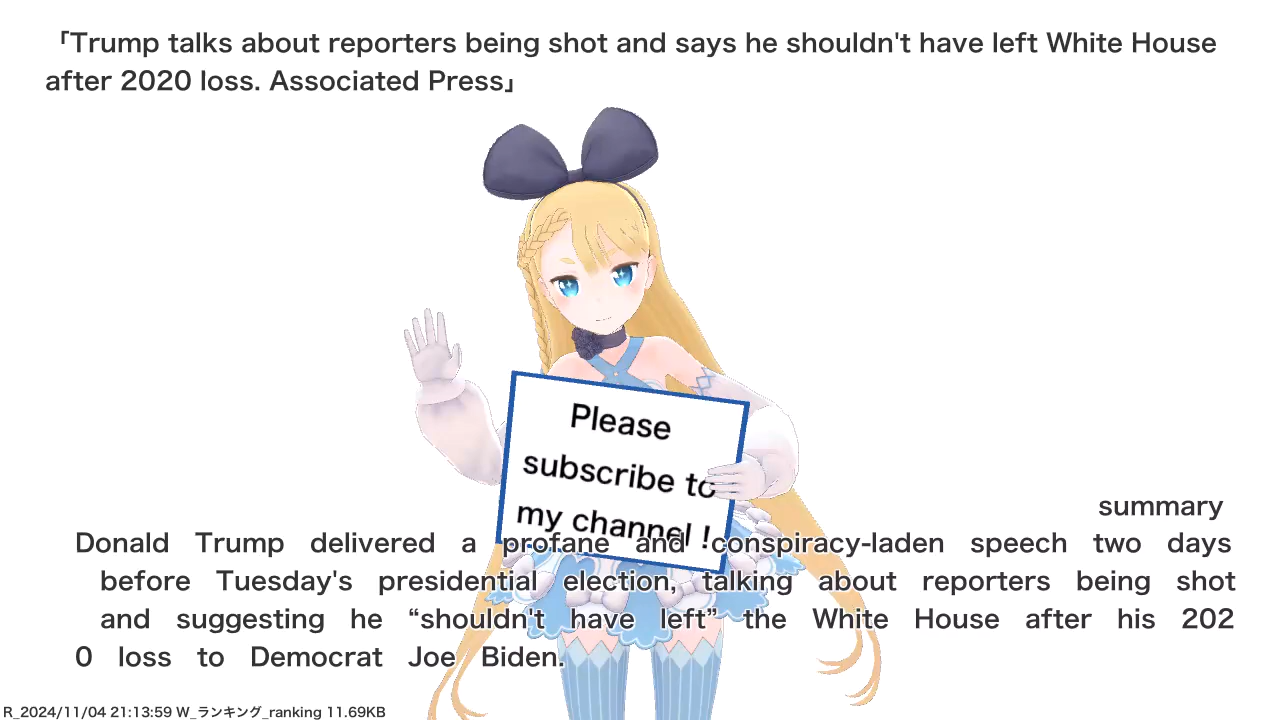 「Trump talks about reporters being shot and says he shouldn't have left White House
after 2020 loss. Associated Press」
Please
subscribe to
my channel !
summary
Donald Trump delivered a profane and conspiracy-laden speech two days
before Tuesday's presidential election, talking about reporters being shot
and suggesting he “shouldn't have left” the White House after his 202
0 loss to Democrat Joe Biden.
R_2024/11/04 21:13:59 W_ランキング_ranking 11.69KB